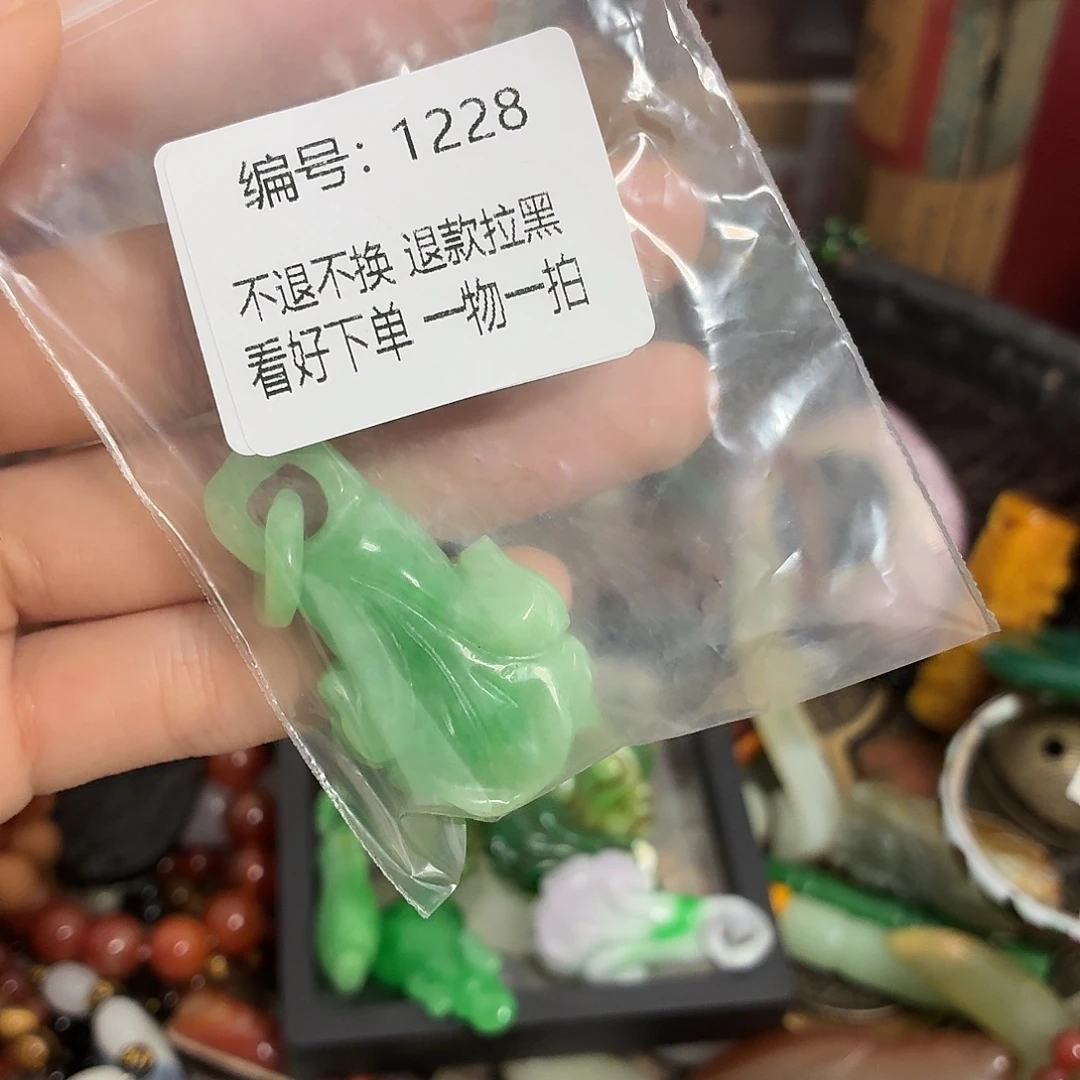 编号：1228
不退不换 退款拉黑
看好下单 一物一拍